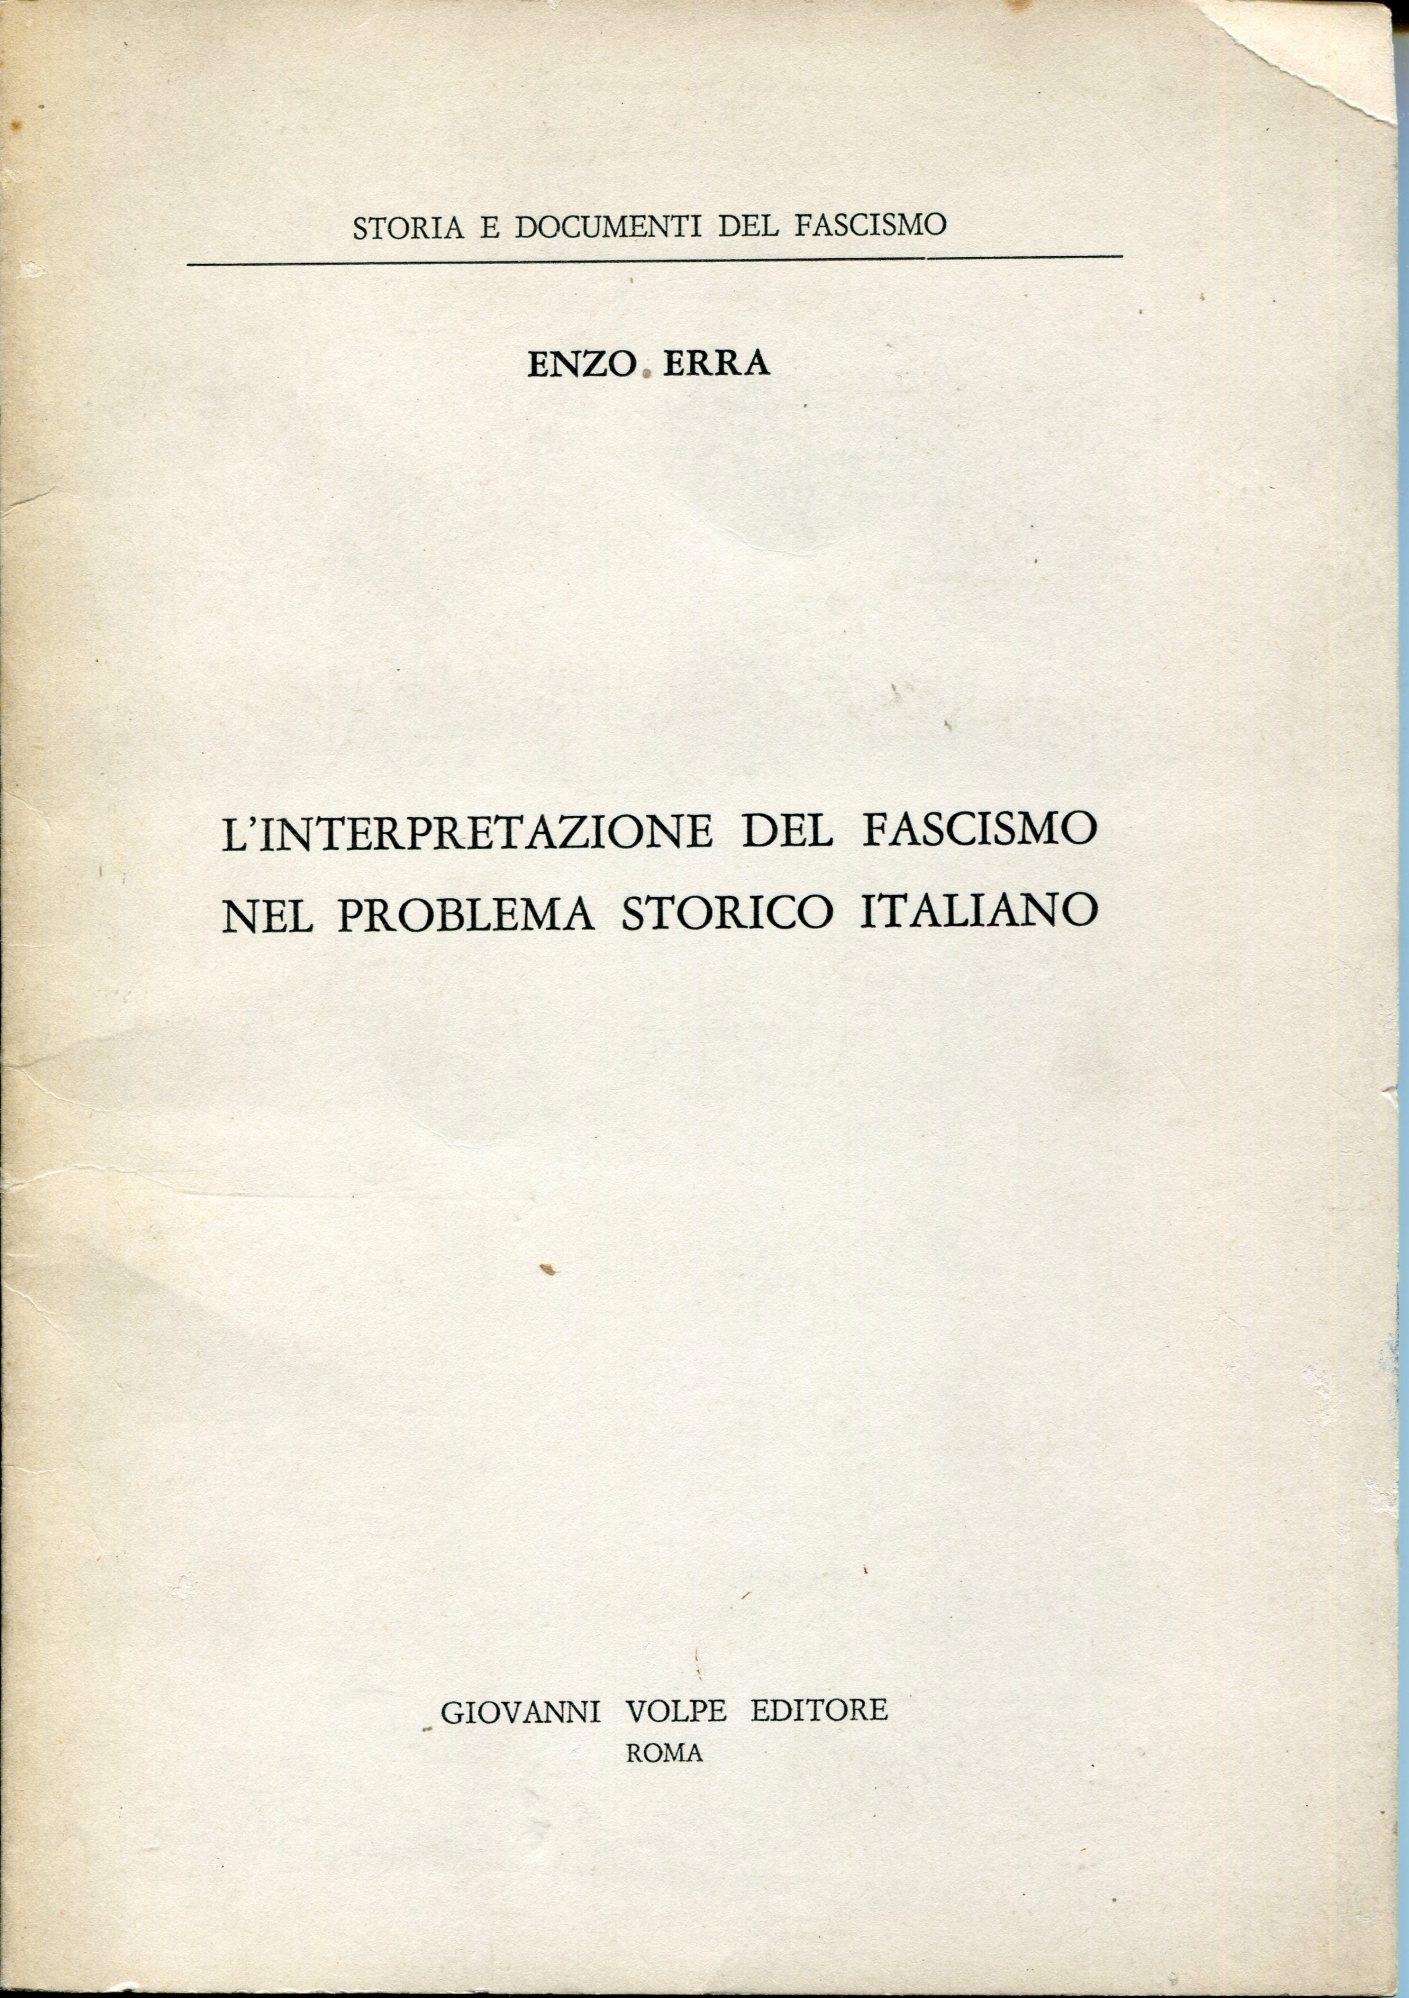 STORIA E DOCUMENTI DEL FASCISMO
ENZO ERRA
L'INTERPRETAZIONE DEL FASCISMO
NEL PROBLEMA STORICO ITALIANO
GIOVANNI VOLPE EDITORE
ROMA